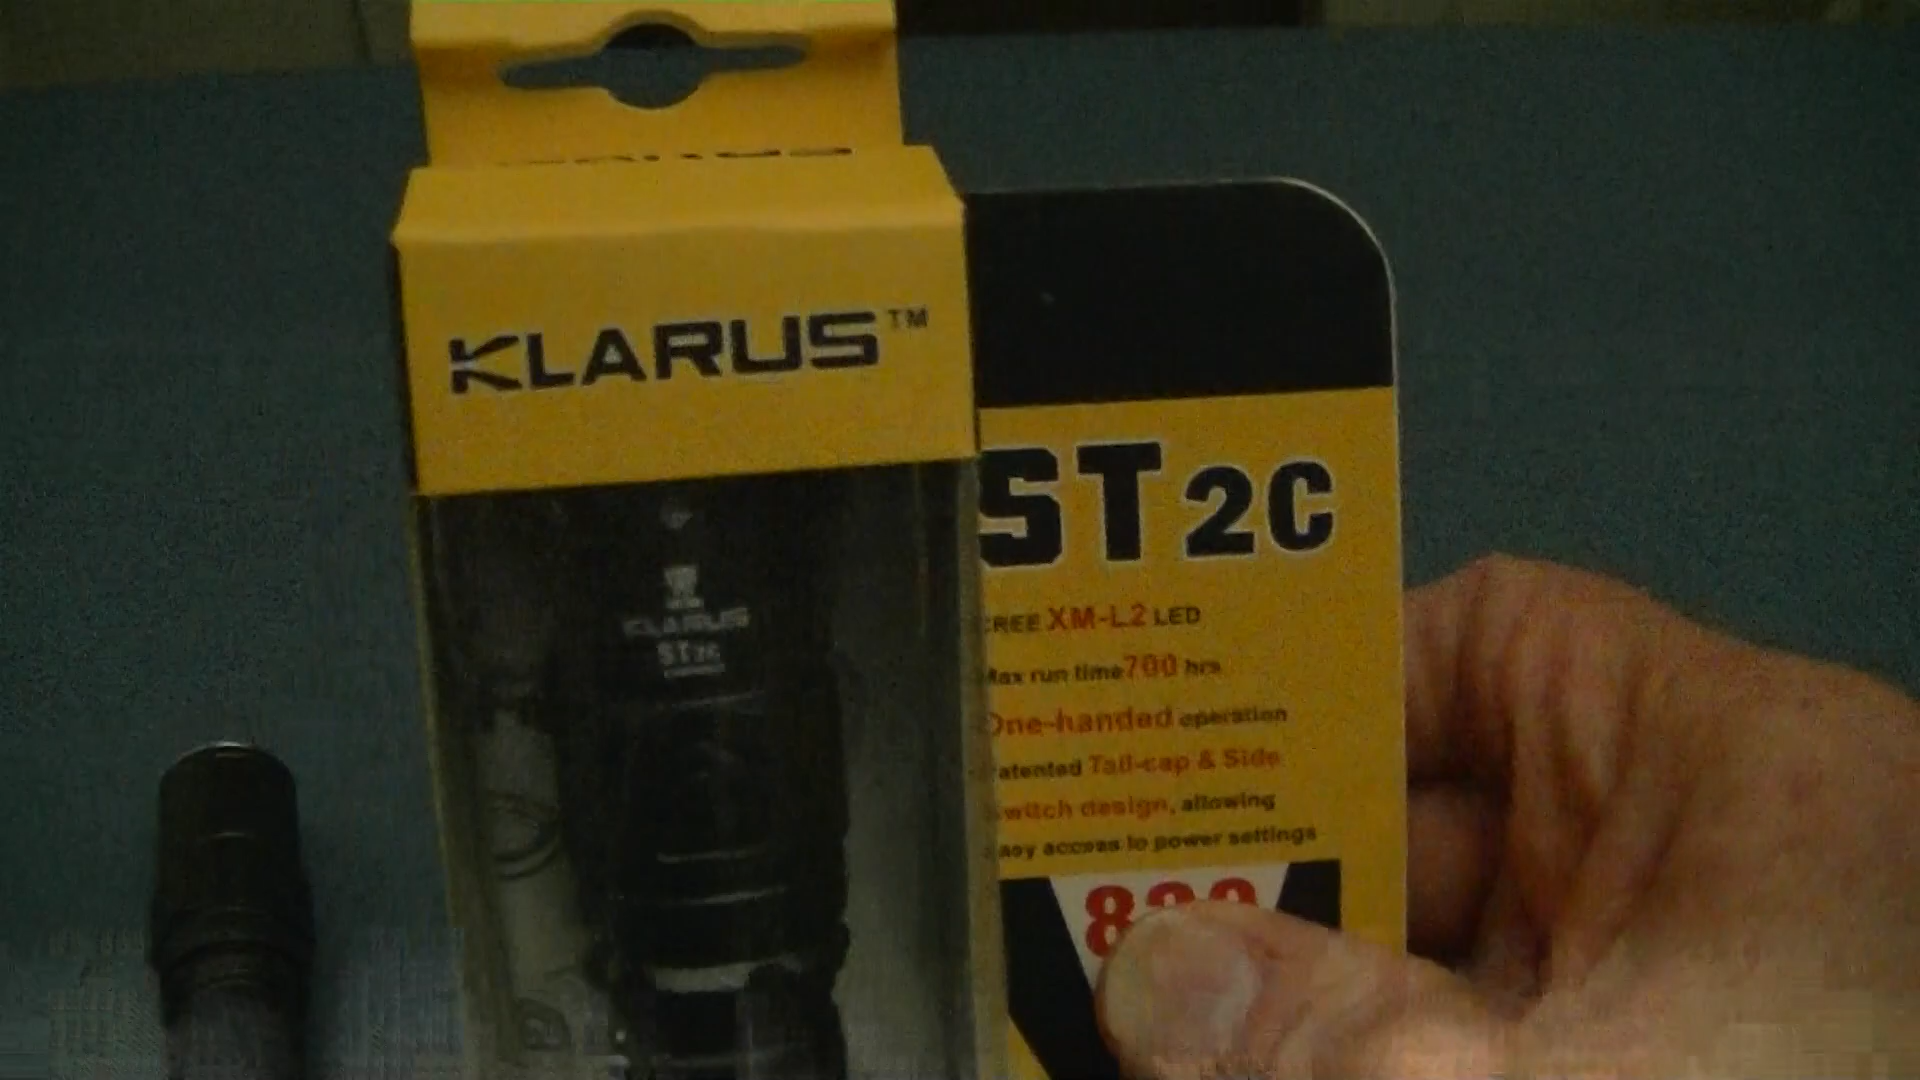 KLARUS™
KLARUS
ST2C
ST2C
CREE XM-L2 LED
Max run time 700 hrs
One-handed operation
Patented Tail-cap & Side
Switch design, allowing
easy access to power settings